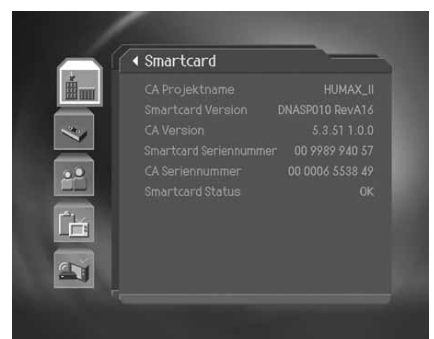 Smartcard
CA Projektname HUMAX_II
Smartcard Version DNASP010 RevA16
CA Version 5.3.51 1.0.0
Smartcard Seriennummer 00 9989 940 57
CA Seriennummer 00 0006 5538 49
Smartcard Status OK